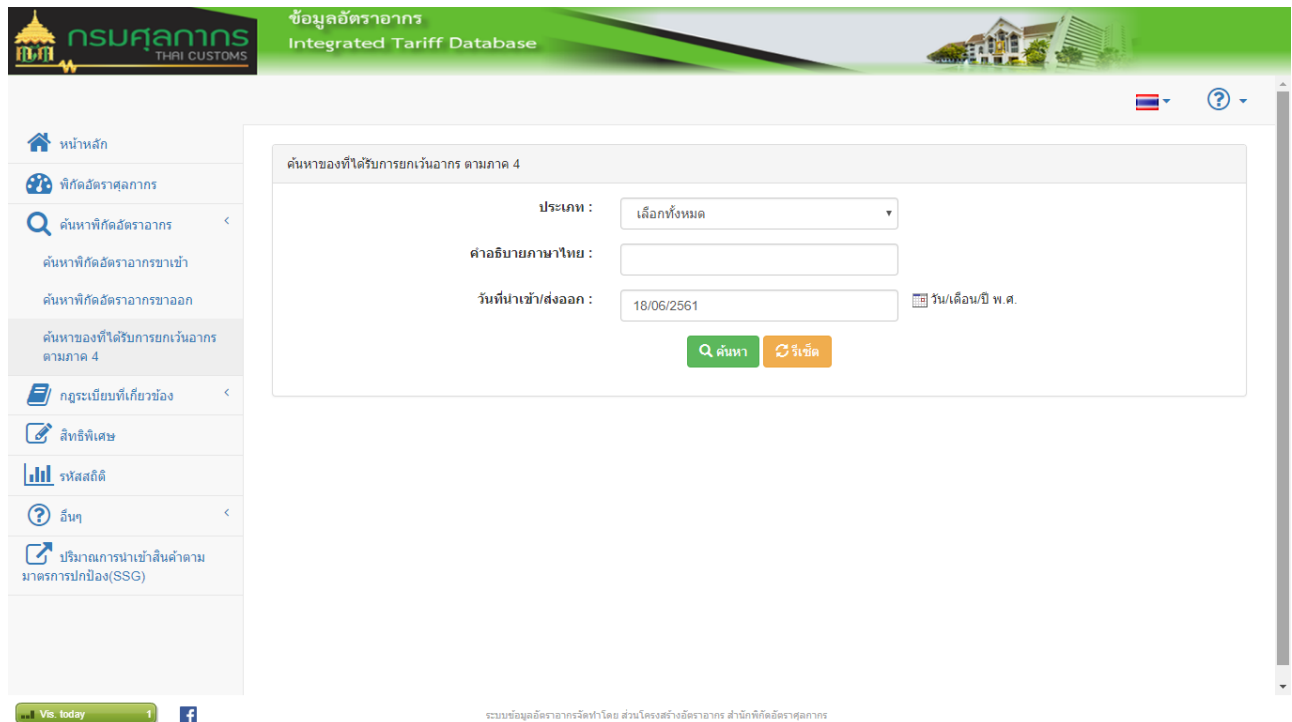 กรมศุลกากร
THAI CUSTOMS
ข้อมูลอัตราอากร
Integrated Tariff Database
หน้าหลัก
พิกัดอัตราศุลกากร
ค้นหาพิกัดอัตราอากร
ค้นหาพิกัดอัตราอากรขาเข้า
ค้นหาพิกัดอัตราอากรขาออก
ค้นหาของที่ได้รับการยกเว้นอากร
ตามภาค 4
กฎระเบียบที่เกี่ยวข้อง
สิทธิพิเศษ
รหัสสถิติ
อื่นๆ
ปริมาณการนำเข้าสินค้าตาม
มาตรการปกป้อง(SSG)
ค้นหาของที่ได้รับการยกเว้นอากร ตามภาค 4
ประเภท : เลือกทั้งหมด
คำอธิบายภาษาไทย :
วันที่นำเข้า/ส่งออก : 18/06/2561 วัน/เดือน/ปี พ.ศ.
ค้นหา รีเซ็ต
Vis. today 1
ระบบข้อมูลอัตราอากรจัดทำโดย ส่วนโครงสร้างอัตราอากร สำนักพิกัดอัตราศุลกากร